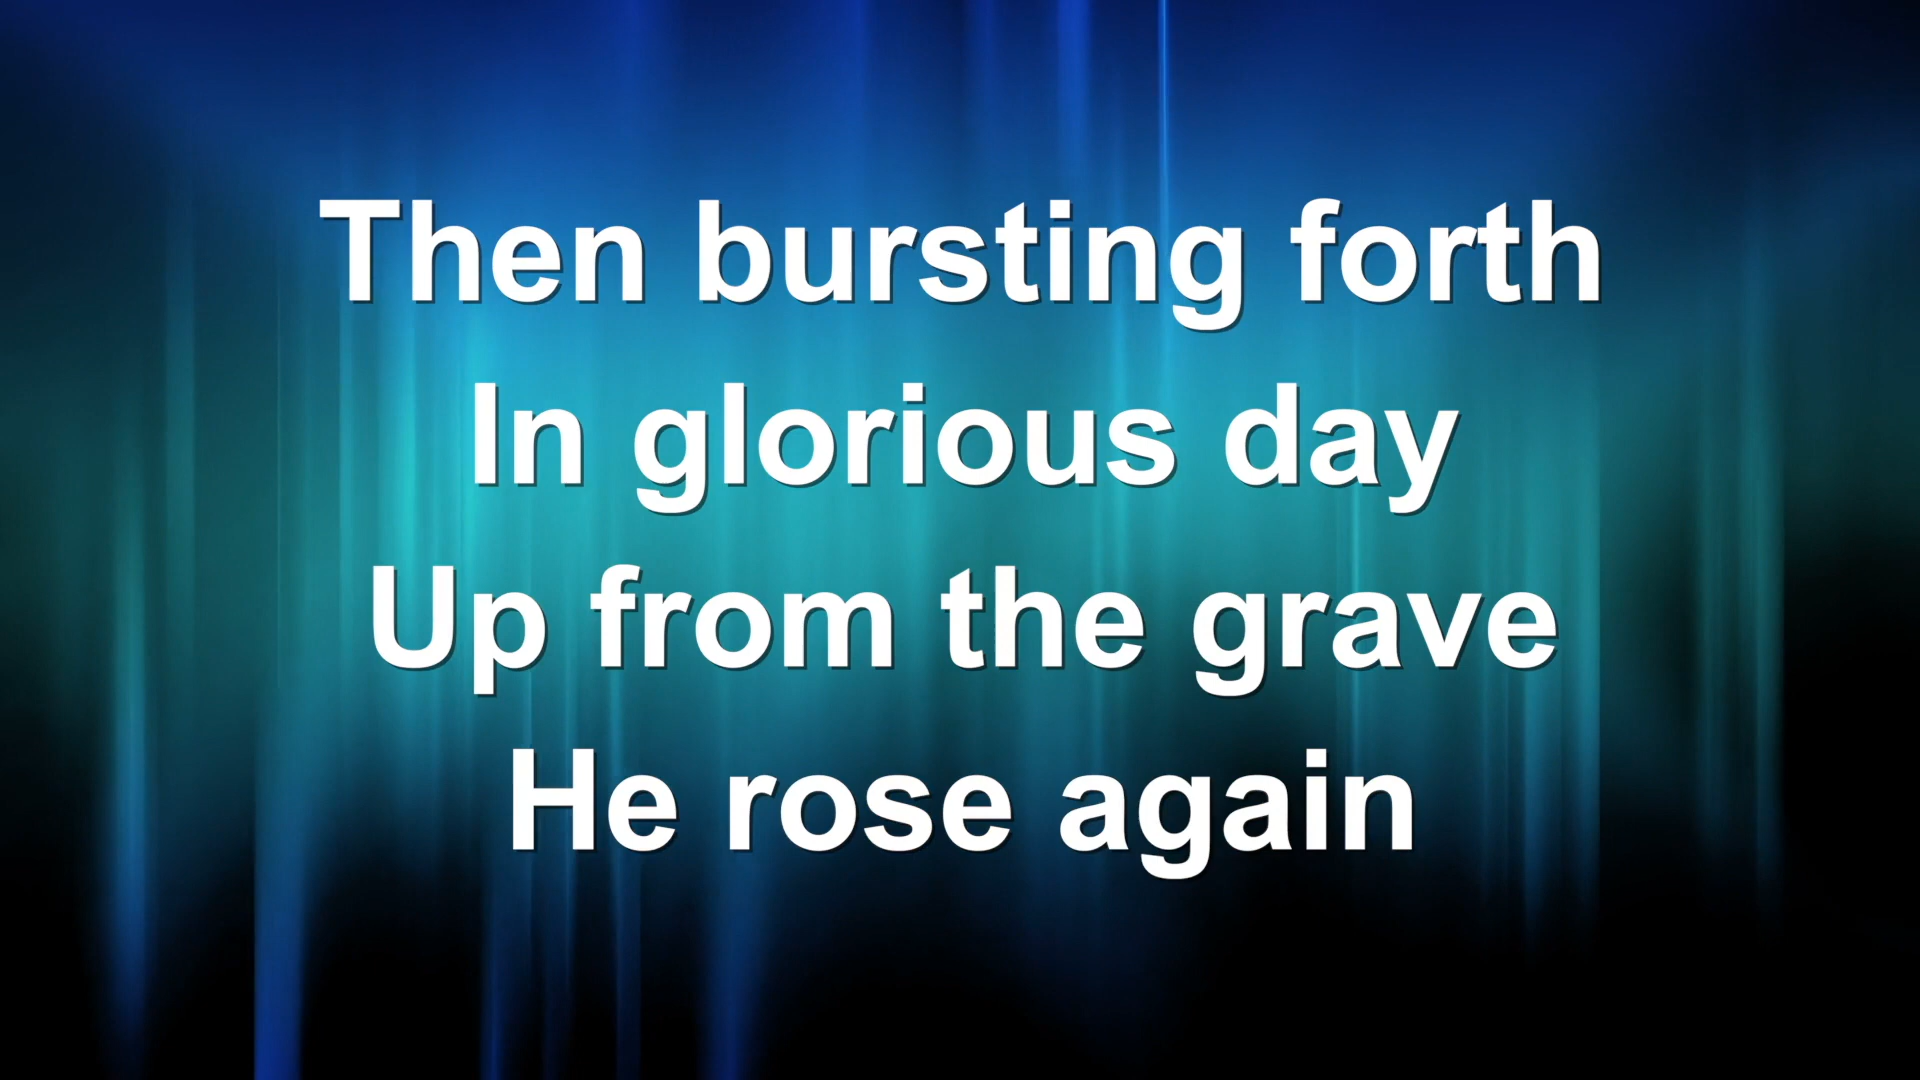 Then bursting forth
In glorious day
Up from the grave
He rose again